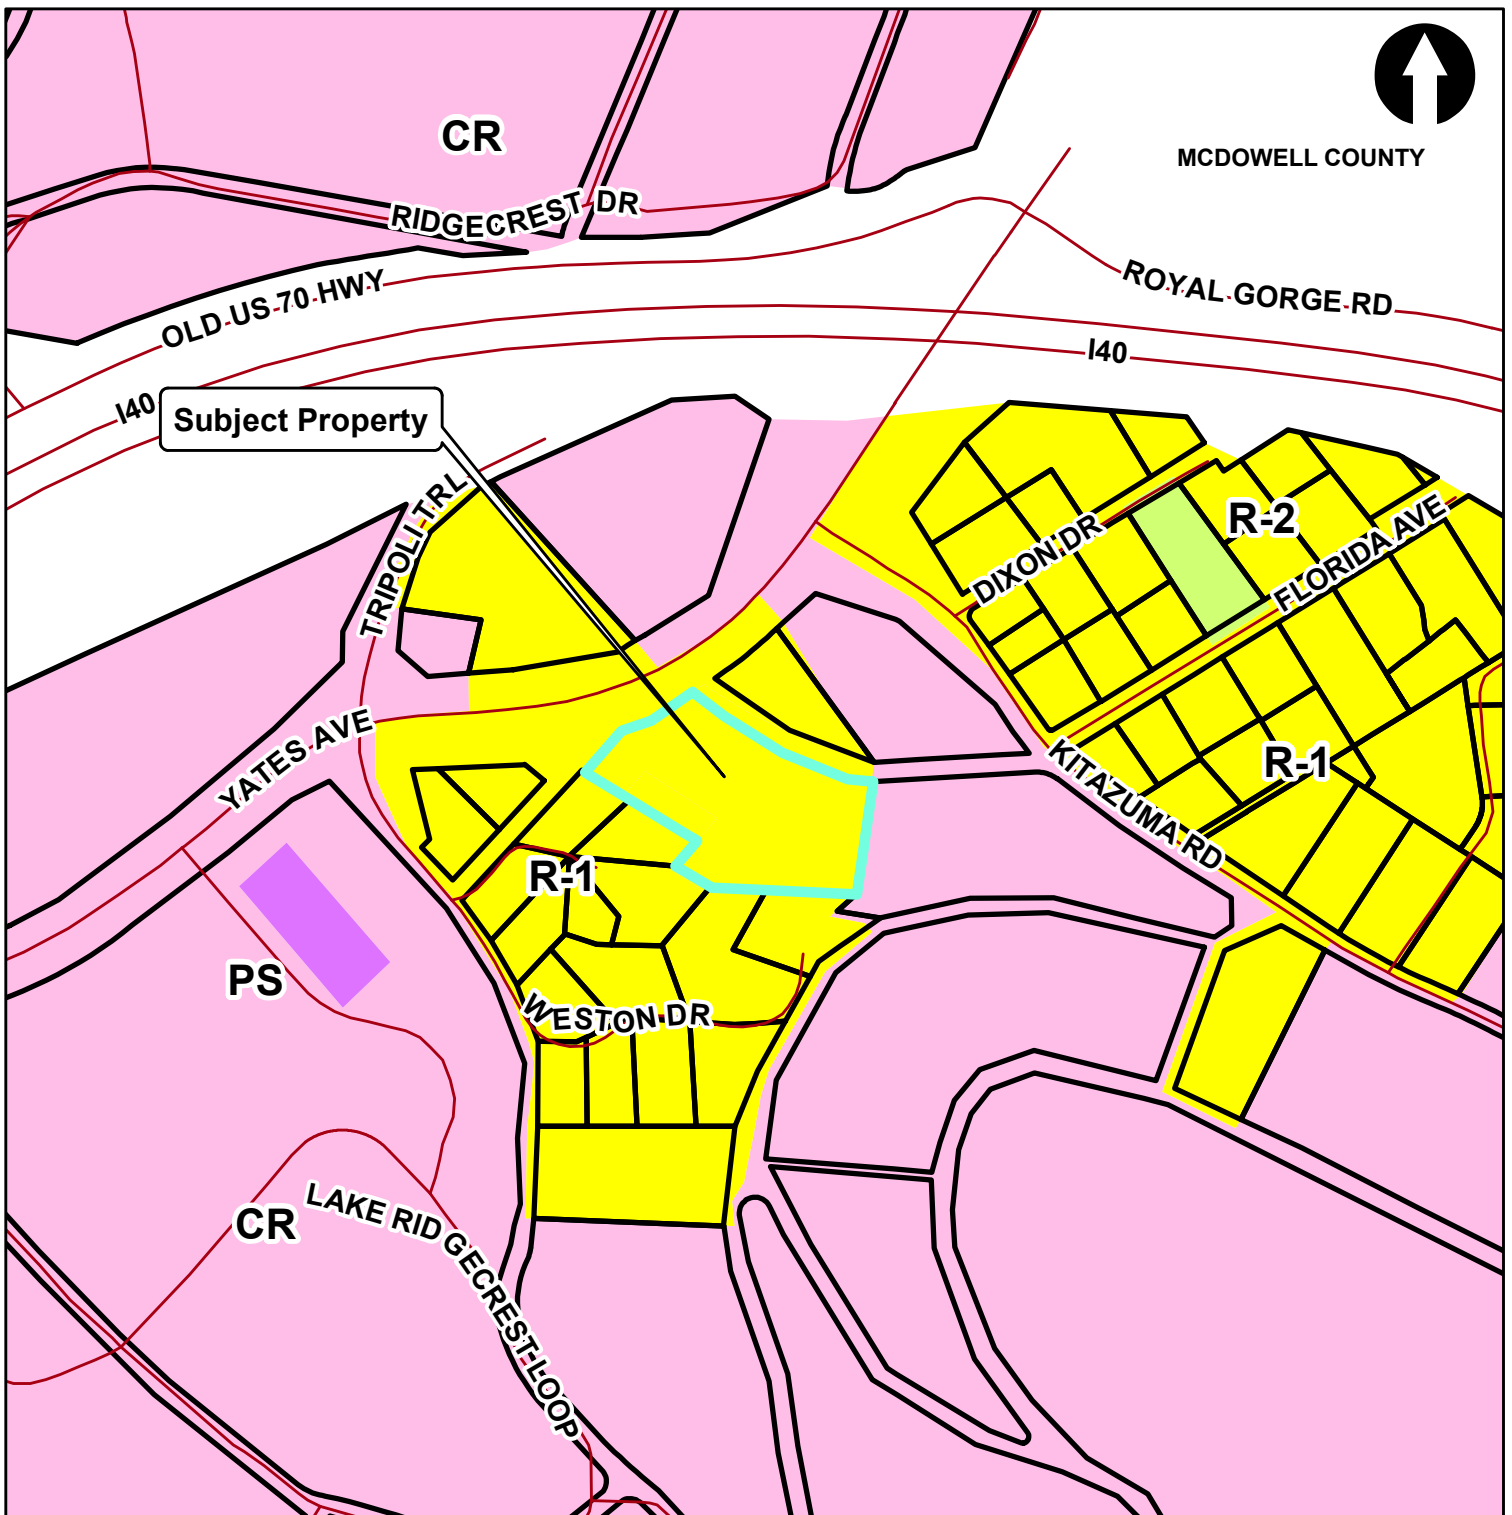 CR
MCDOWELL COUNTY
RIDGECREST DR
OLD US 70 HWY
ROYAL GORGE RD
I40
I40
Subject Property
TRIPOLI TRL
R-2
DIXON DR
FLORIDA AVE
YATES AVE
KITAZUMA RD
R-1
R-1
PS
WESTON DR
CR
LAKE RIDGECREST LOOP